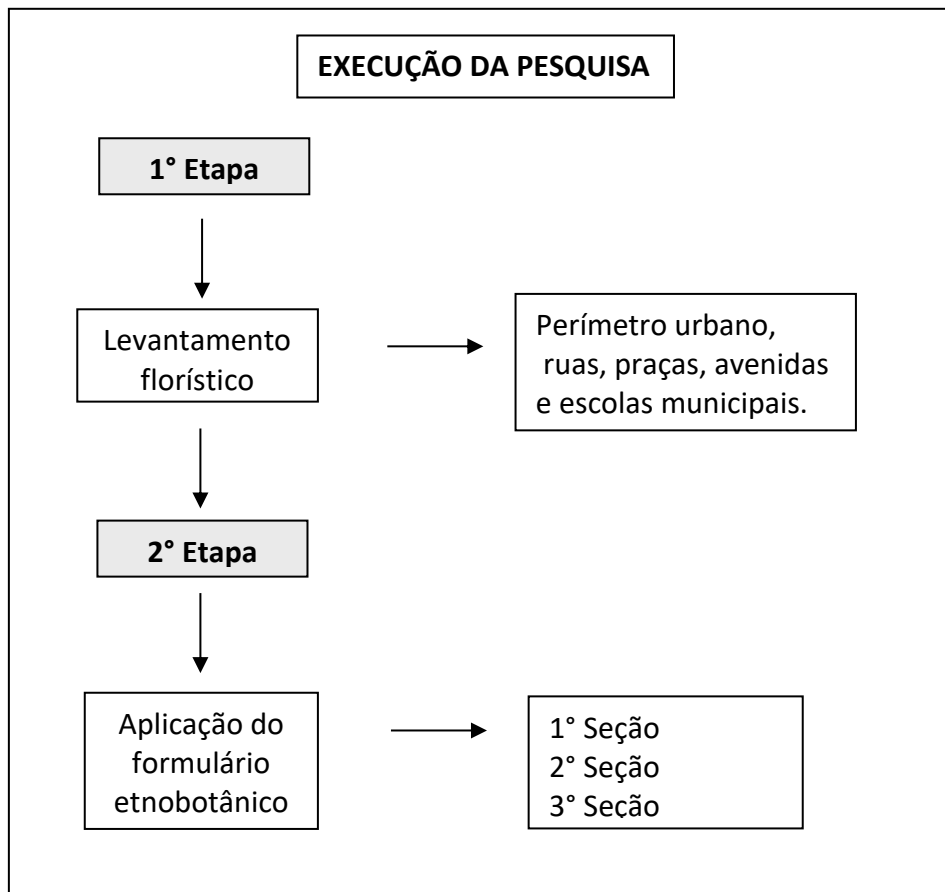 EXECUÇÃO DA PESQUISA
1° Etapa
Levantamento
florístico
Perímetro urbano,
ruas, praças, avenidas
e escolas municipais.
2° Etapa
Aplicação do
formulário
etnobotânico
1° Seção
2° Seção
3° Seção